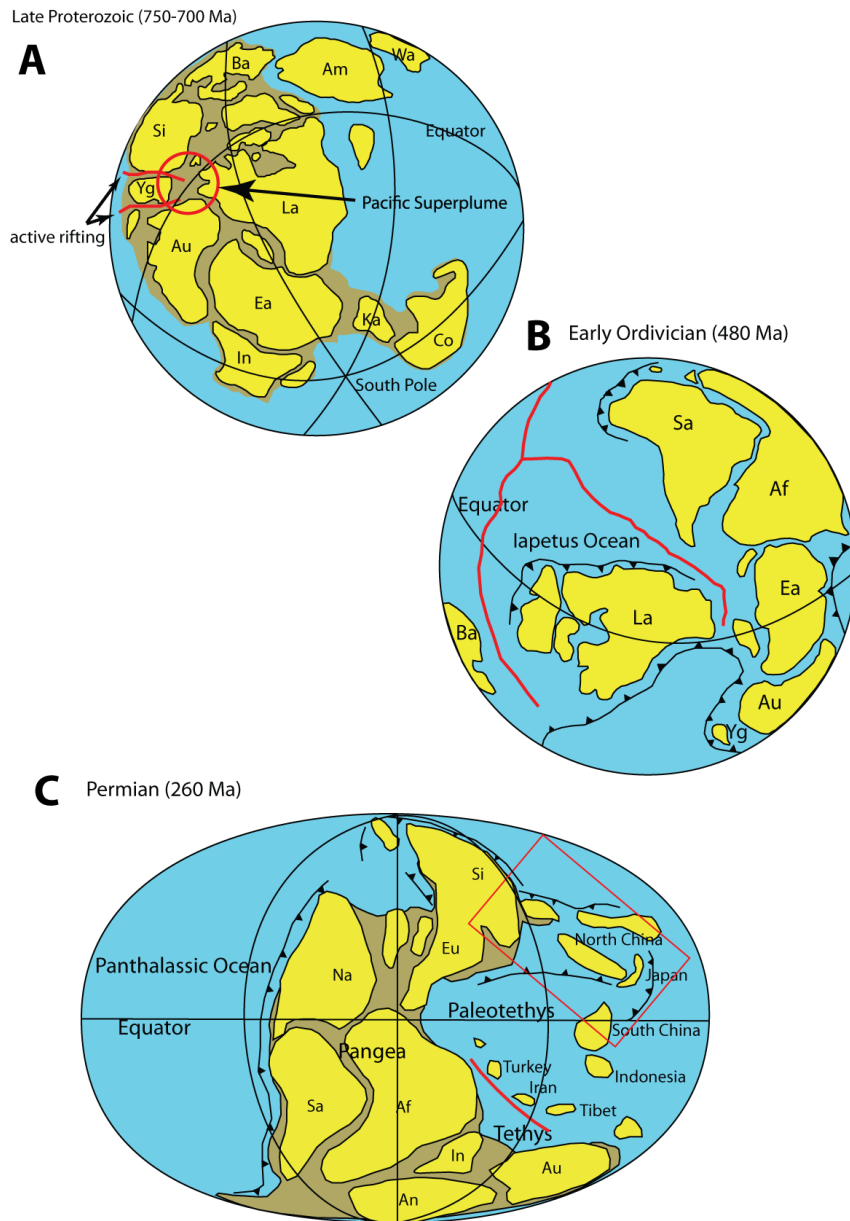 Late Proterozoic (750-700 Ma)
A
Ba
Am
Wa
Si
Equator
Yg
Pacific Superplume
La
active rifting
Au
Ea
Ka
Co
In
South Pole
B Early Ordivician (480 Ma)
Sa
Af
Equator
Iapetus Ocean
Ea
La
Ba
Au
Yg
C Permian (260 Ma)
Si
North China
Eu
Panthalassic Ocean
Na
Japan
Paleotethys
Equator
South China
Pangea
Turkey
Indonesia
Iran
Sa
Af
Tibet
Tethys
In
Au
An